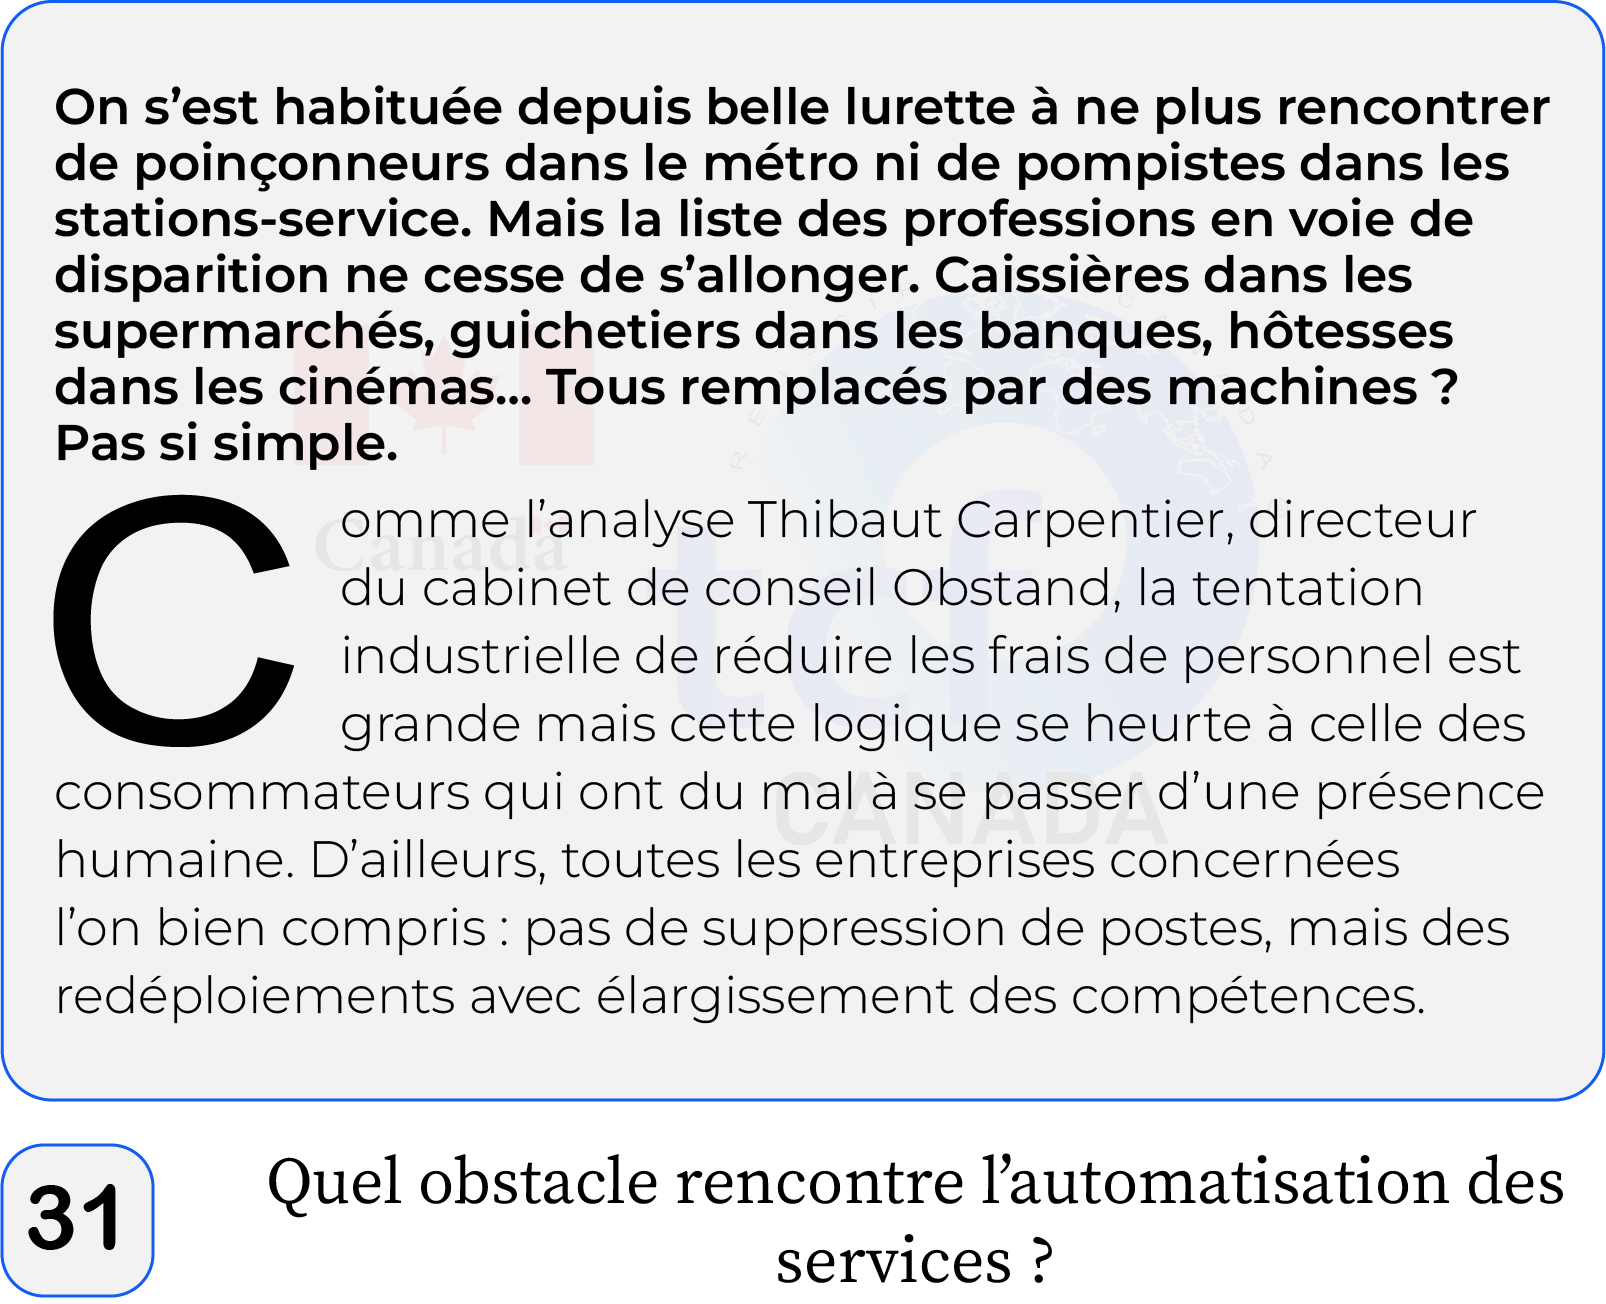 On s’est habituée depuis belle lurette à ne plus rencontrer
de poinçonneurs dans le métro ni de pompistes dans les
stations-service. Mais la liste des professions en voie de
disparition ne cesse de s’allonger. Caissières dans les
supermarchés, guichetiers dans les banques, hôtesses
dans les cinémas... Tous remplacés par des machines ?
Pas si simple.
Comme l’analyse Thibaut Carpentier, directeur
du cabinet de conseil Obstand, la tentation
industrielle de réduire les frais de personnel est
grande mais cette logique se heurte à celle des
consommateurs qui ont du mal à se passer d’une présence
humaine. D’ailleurs, toutes les entreprises concernées
l’on bien compris : pas de suppression de postes, mais des
redéploiements avec élargissement des compétences.
Canada
tcf
CANADA
31
Quel obstacle rencontre l’automatisation des
services ?